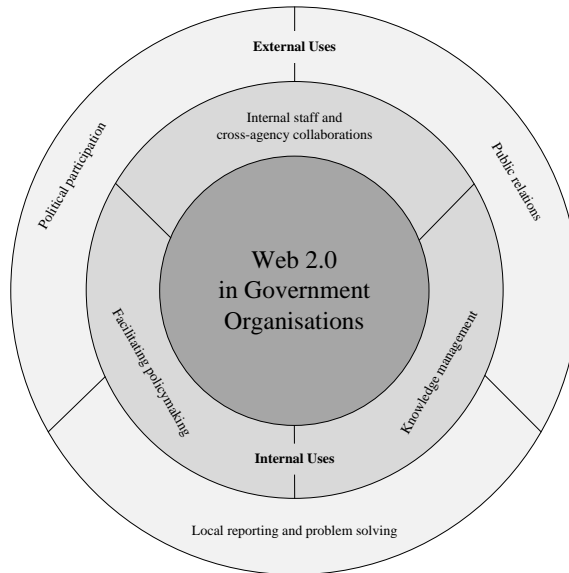 External Uses
Internal staff and
cross-agency collaborations
Political participation
Public relations
Web 2.0
in Government
Organisations
Facilitating policymaking
Knowledge management
Internal Uses
Local reporting and problem solving